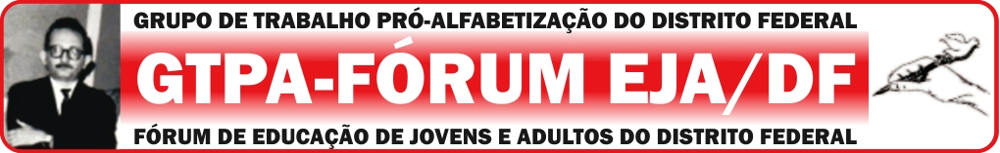 GRUPO DE TRABALHO PRÓ-ALFABETIZAÇÃO DO DISTRITO FEDERAL
GTPA-FÓRUM EJA/DF
FÓRUM DE EDUCAÇÃO DE JOVENS E ADULTOS DO DISTRITO FEDERAL